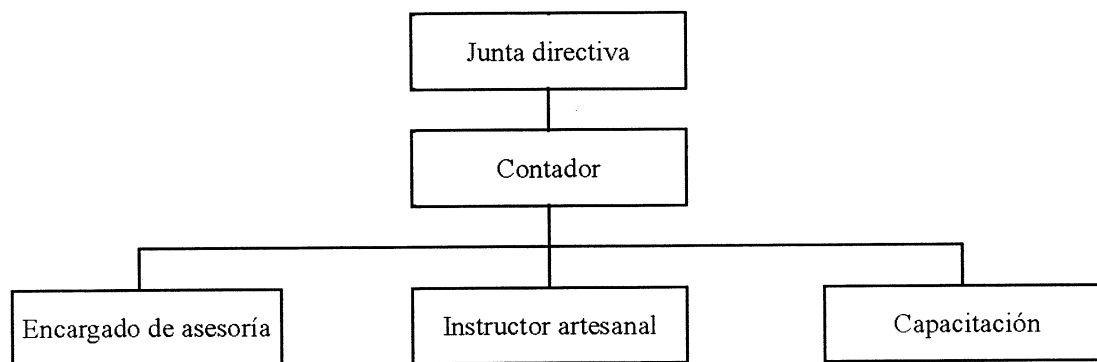 Junta directiva
Contador
Encargado de asesoría
Instructor artesanal
Capacitación